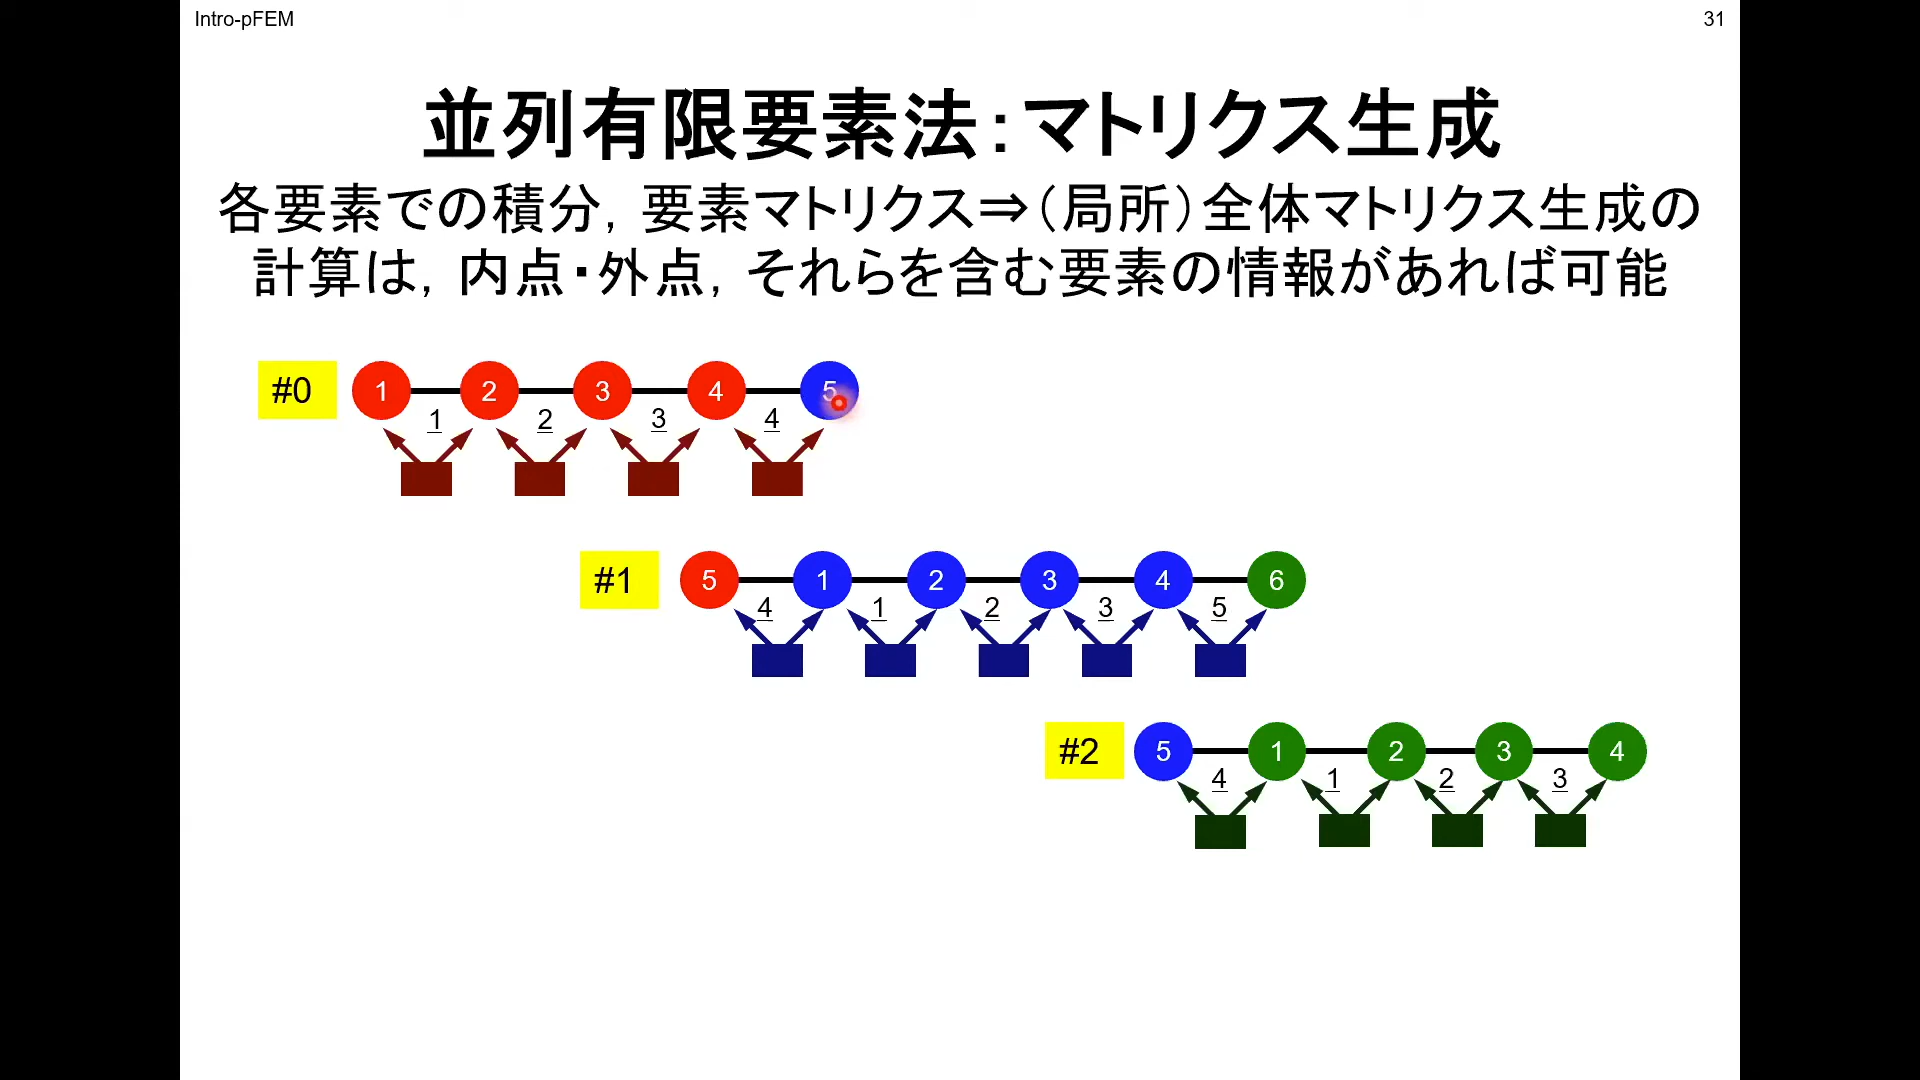 Intro-pFEM
31
並列有限要素法：マトリクス生成
各要素での積分，要素マトリクス⇒（局所）全体マトリクス生成の
計算は，内点・外点，それらを含む要素の情報があれば可能
#0 1 2 3 4 5
1 2 3 4
#1 5 1 2 3 4 6
4 1 2 3 5
#2 5 1 2 3 4
4 1 2 3